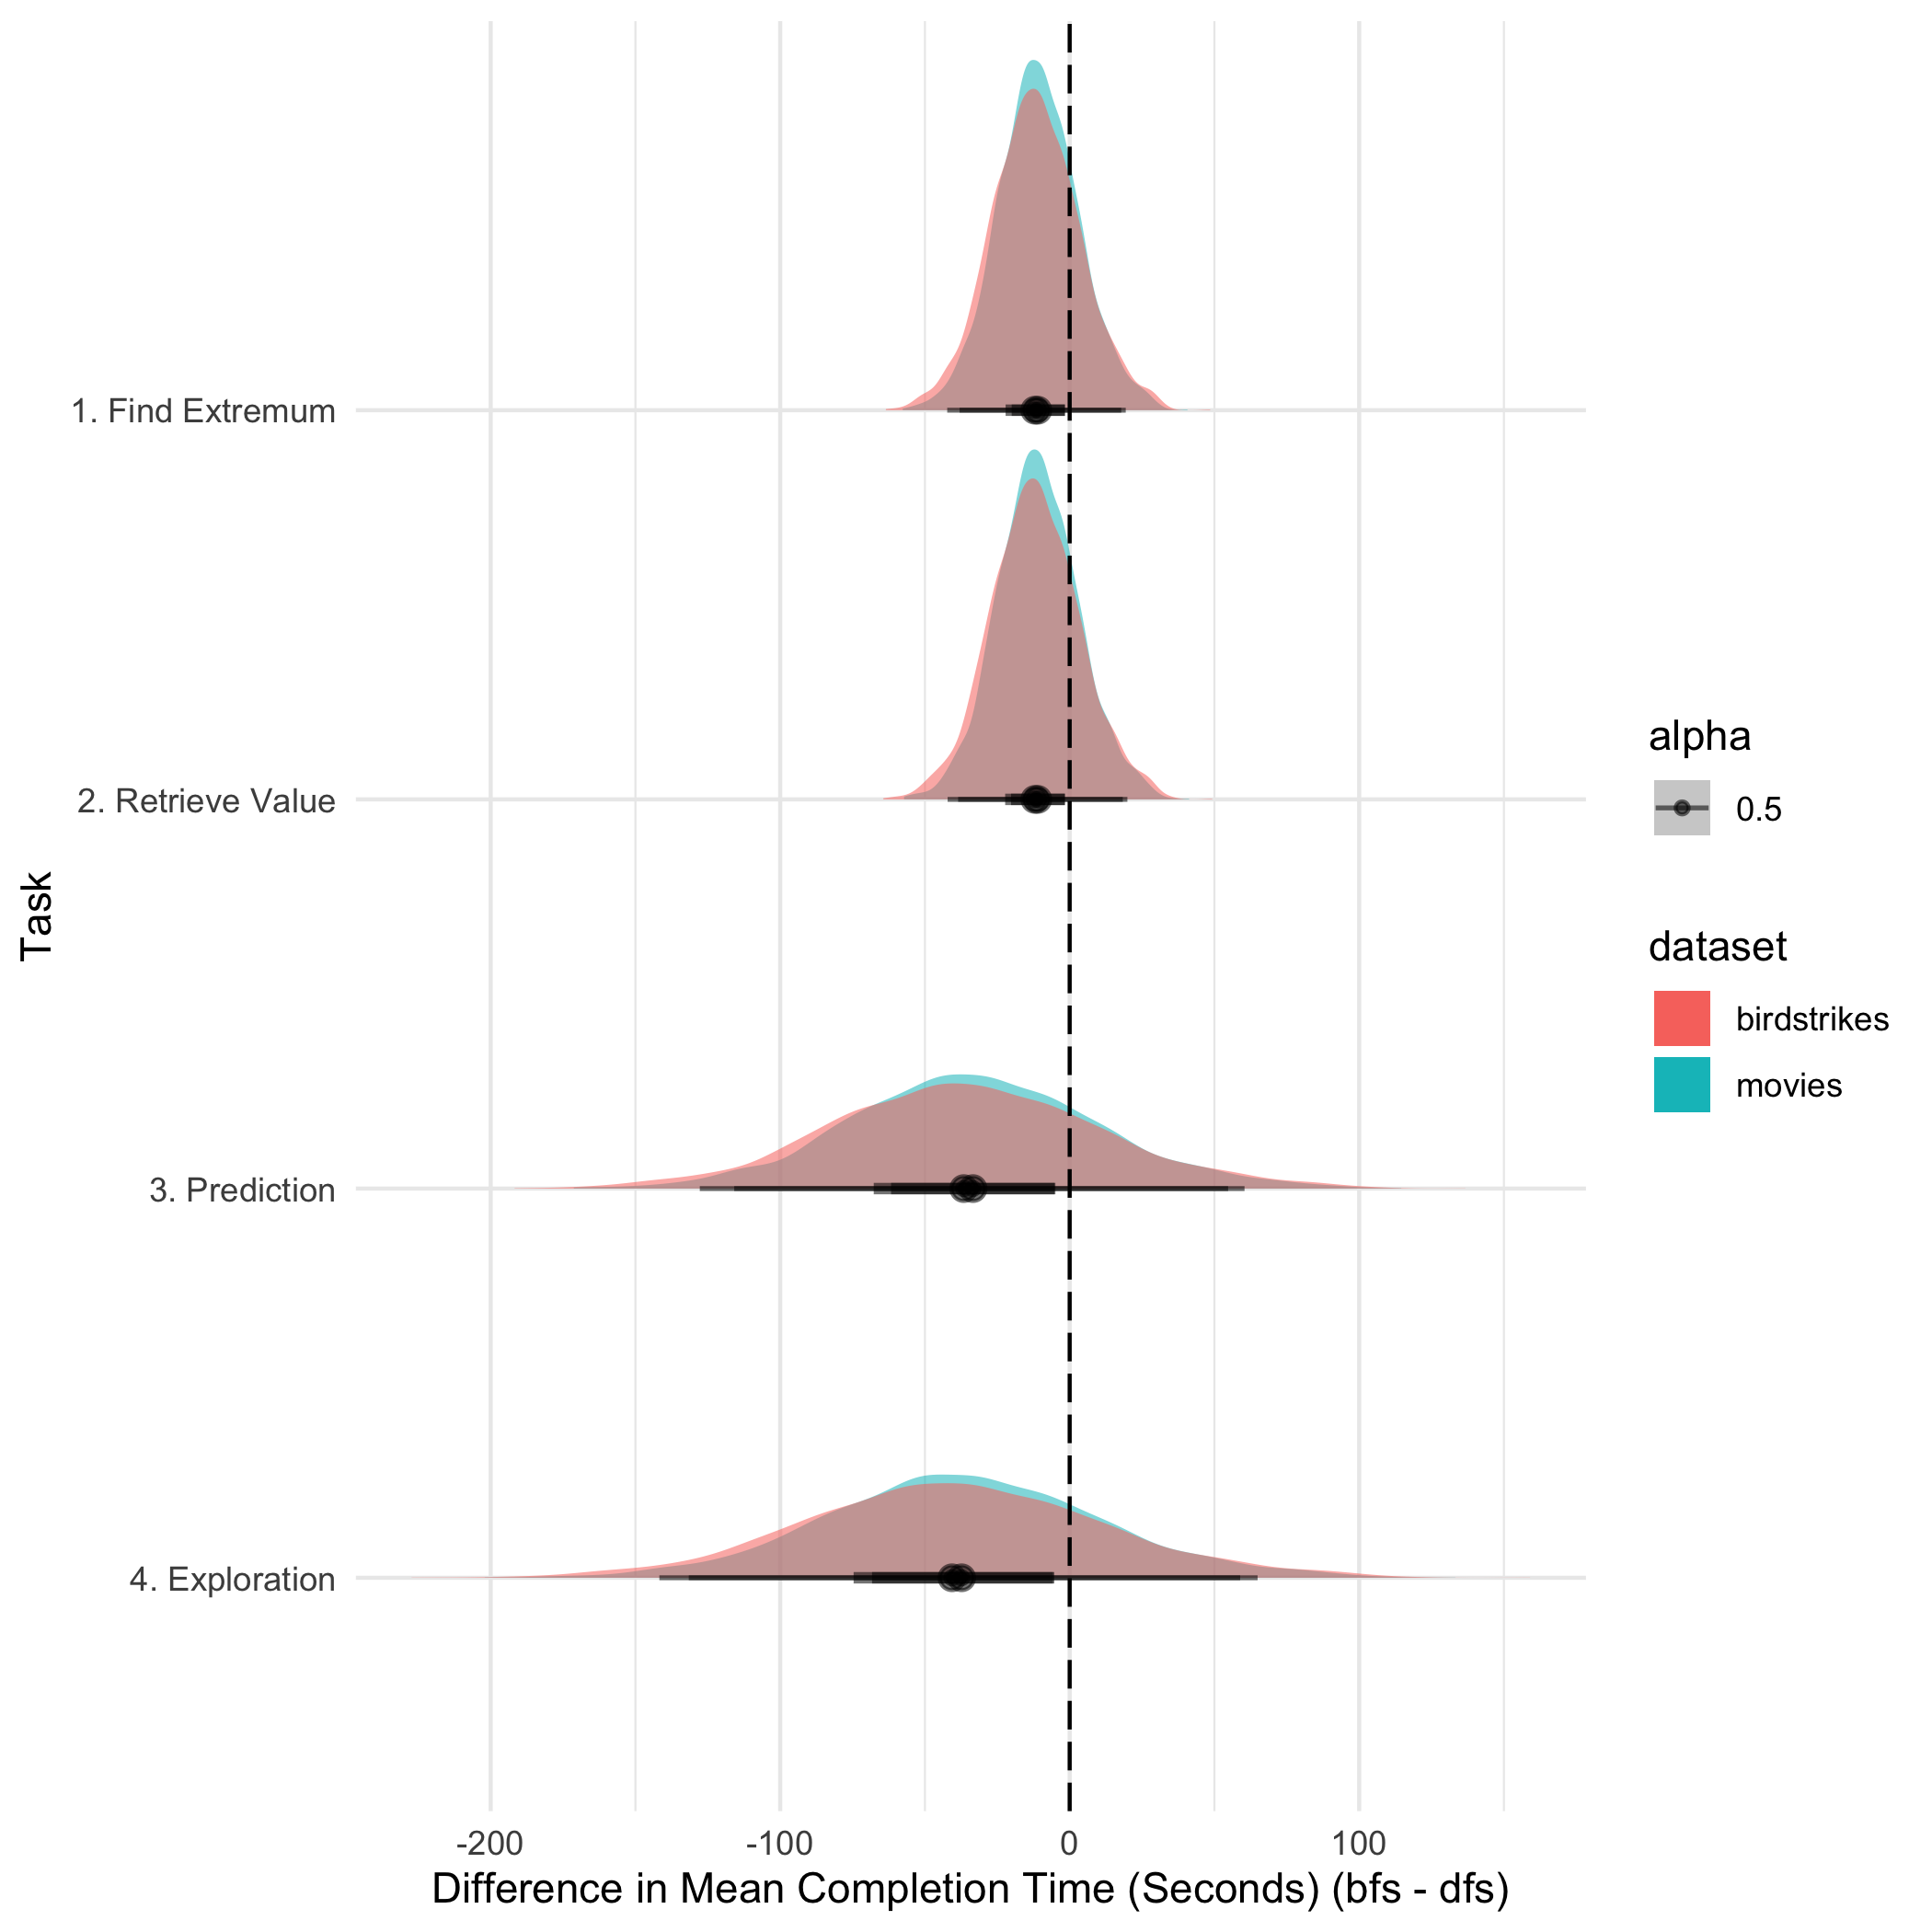 1. Find Extremum
2. Retrieve Value
3. Prediction
4. Exploration
Task
-200 -100 0 100
Difference in Mean Completion Time (Seconds) (bfs - dfs)
alpha
0.5
dataset
birdstrikes
movies